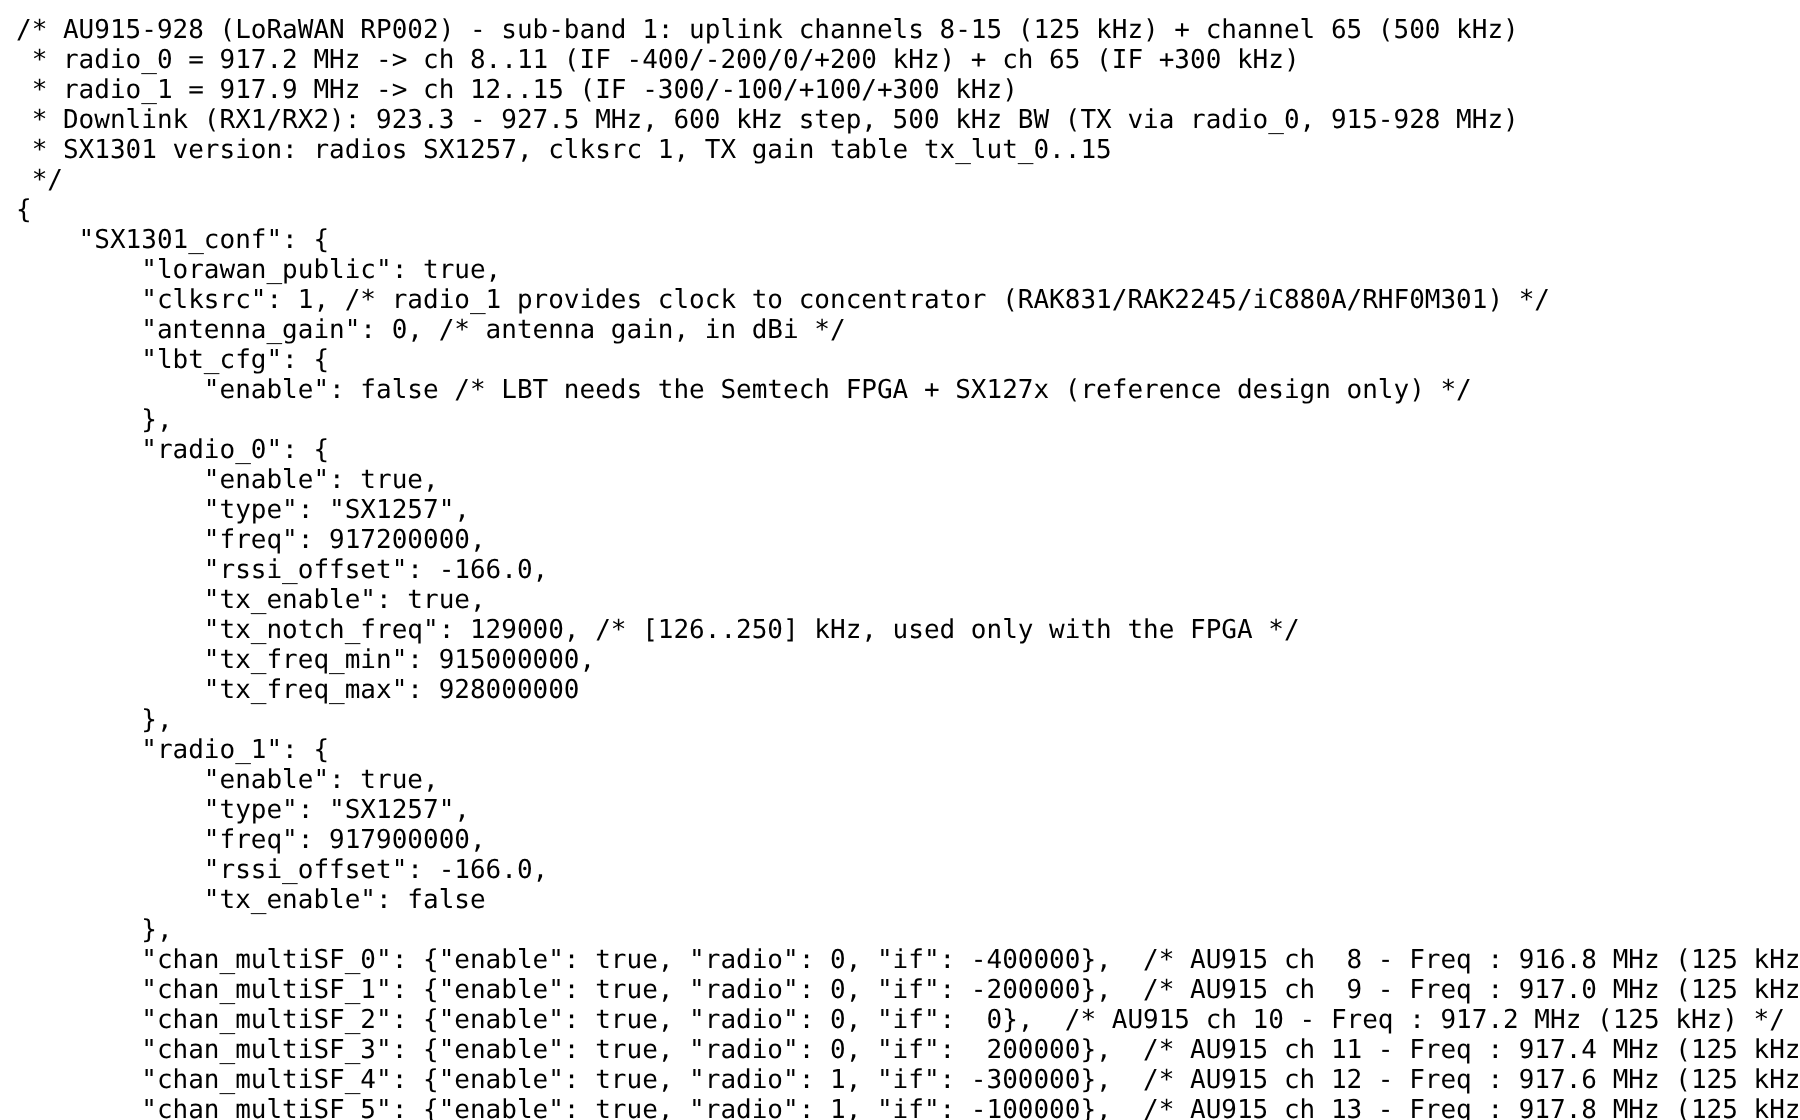 /* AU915-928 (LoRaWAN RP002) - sub-band 1: uplink channels 8-15 (125 kHz) + channel 65 (500 kHz)
 * radio_0 = 917.2 MHz -> ch 8..11 (IF -400/-200/0/+200 kHz) + ch 65 (IF +300 kHz)
 * radio_1 = 917.9 MHz -> ch 12..15 (IF -300/-100/+100/+300 kHz)
 * Downlink (RX1/RX2): 923.3 - 927.5 MHz, 600 kHz step, 500 kHz BW (TX via radio_0, 915-928 MHz)
 * SX1301 version: radios SX1257, clksrc 1, TX gain table tx_lut_0..15
 */
{
    "SX1301_conf": {
        "lorawan_public": true,
        "clksrc": 1, /* radio_1 provides clock to concentrator (RAK831/RAK2245/iC880A/RHF0M301) */
        "antenna_gain": 0, /* antenna gain, in dBi */
        "lbt_cfg": {
            "enable": false /* LBT needs the Semtech FPGA + SX127x (reference design only) */
        },
        "radio_0": {
            "enable": true,
            "type": "SX1257",
            "freq": 917200000,
            "rssi_offset": -166.0,
            "tx_enable": true,
            "tx_notch_freq": 129000, /* [126..250] kHz, used only with the FPGA */
            "tx_freq_min": 915000000,
            "tx_freq_max": 928000000
        },
        "radio_1": {
            "enable": true,
            "type": "SX1257",
            "freq": 917900000,
            "rssi_offset": -166.0,
            "tx_enable": false
        },
        "chan_multiSF_0": {"enable": true, "radio": 0, "if": -400000},  /* AU915 ch  8 - Freq : 916.8 MHz (125 kHz
        "chan_multiSF_1": {"enable": true, "radio": 0, "if": -200000},  /* AU915 ch  9 - Freq : 917.0 MHz (125 kHz
        "chan_multiSF_2": {"enable": true, "radio": 0, "if":  0},  /* AU915 ch 10 - Freq : 917.2 MHz (125 kHz) */
        "chan_multiSF_3": {"enable": true, "radio": 0, "if":  200000},  /* AU915 ch 11 - Freq : 917.4 MHz (125 kHz
        "chan_multiSF_4": {"enable": true, "radio": 1, "if": -300000},  /* AU915 ch 12 - Freq : 917.6 MHz (125 kHz
        "chan_multiSF_5": {"enable": true, "radio": 1, "if": -100000},  /* AU915 ch 13 - Freq : 917.8 MHz (125 kHz